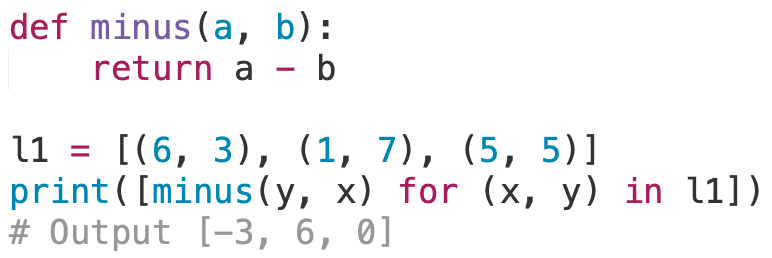 def minus(a, b):
    return a - b
l1 = [(6, 3), (1, 7), (5, 5)]
print([minus(y, x) for (x, y) in l1])
# Output [-3, 6, 0]